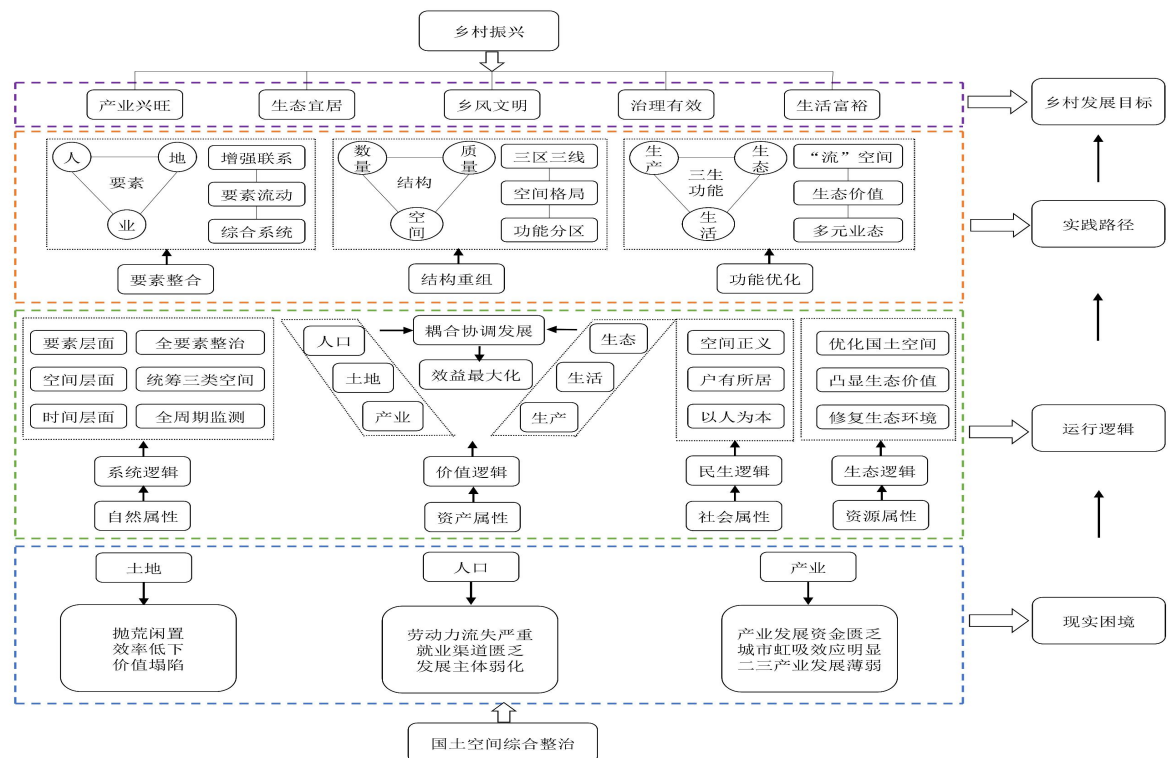 乡村振兴
产业兴旺
生态宜居
乡风文明
治理有效
生活富裕
乡村发展目标
人
地
要素
业
增强联系
要素流动
综合系统
要素整合
数量
质量
结构
空间
三区三线
空间格局
功能分区
结构重组
生产
生态
三生
功能
生活
“流”空间
生态价值
多元业态
功能优化
实践路径
要素层面
全要素整治
空间层面
统筹三类空间
时间层面
全周期监测
系统逻辑
自然属性
人口
土地
产业
耦合协调发展
效益最大化
生态
生活
生产
价值逻辑
资产属性
空间正义
户有所居
以人为本
民生逻辑
社会属性
优化国土空间
凸显生态价值
修复生态环境
生态逻辑
资源属性
运行逻辑
土地
抛荒闲置
效率低下
价值塌陷
人口
劳动力流失严重
就业渠道匮乏
发展主体弱化
产业
产业发展资金匮乏
城市虹吸效应明显
二三产业发展薄弱
现实困境
国土空间综合整治